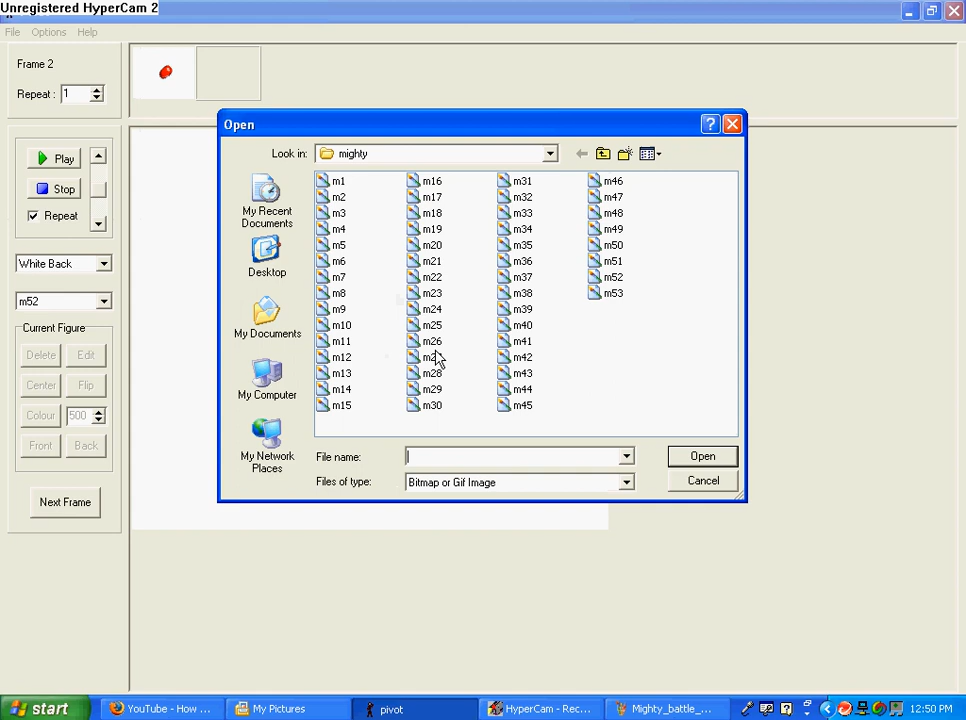 Unregistered HyperCam 2
File Options Help
Frame 2
Repeat : 1
Play
Stop
Repeat
White Back
m52
Current Figure
Delete Edit
Center Flip
Colour 500
Front Back
Next Frame
Open
Look in: mighty
My Recent Documents
Desktop
My Documents
My Computer
My Network Places
m1 m16 m31 m46
m2 m17 m32 m47
m3 m18 m33 m48
m4 m19 m34 m49
m5 m20 m35 m50
m6 m21 m36 m51
m7 m22 m37 m52
m8 m23 m38 m53
m9 m24 m39
m10 m25 m40
m11 m26 m41
m12 m42
m13 m28 m43
m14 m29 m44
m15 m30 m45
File name: Open
Files of type: Bitmap or Gif Image Cancel
start YouTube - How ... My Pictures pivot HyperCam - Rec... Mighty_battle_... 12:50 PM